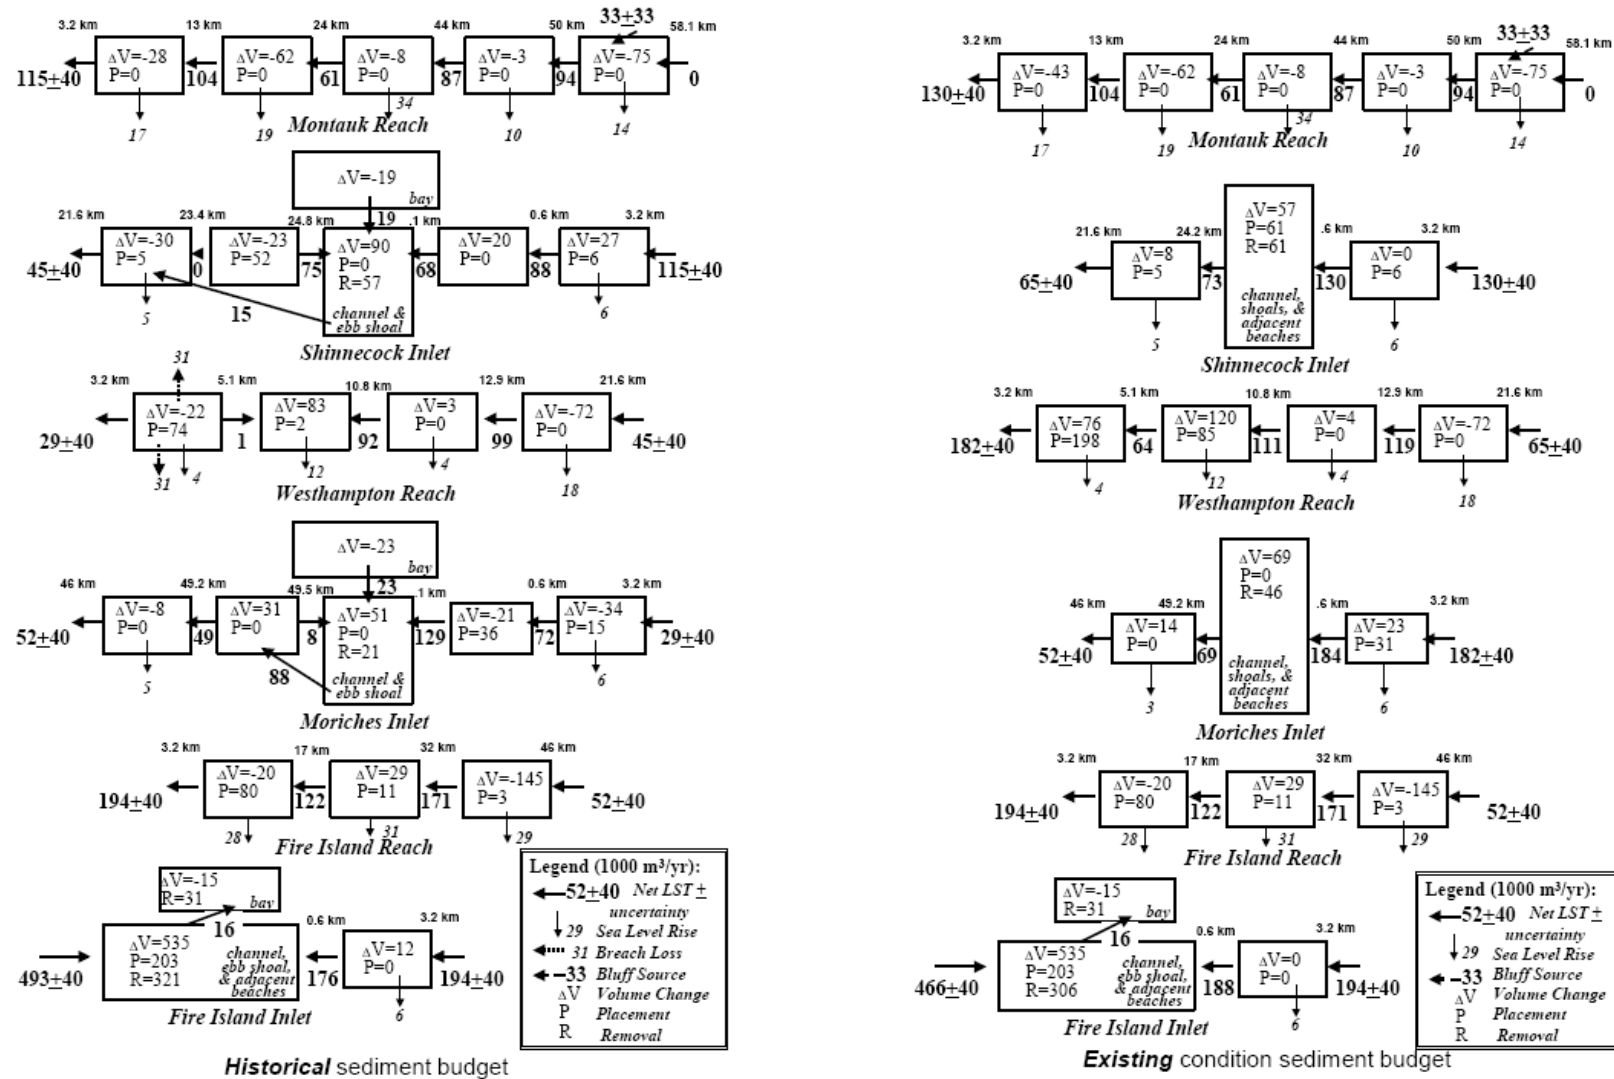 33±33
3.2 km 13 km 24 km 44 km 50 km 58.1 km
ΔV=-28 ΔV=-62 ΔV=-8 ΔV=-3 ΔV=-75
P=0 P=0 P=0 P=0 P=0
115±40 104 61 87 94 0
17 19 34 10 14
Montauk Reach
ΔV=-19
bay
19
21.6 km 23.4 km 24.8 km .1 km 0.6 km 3.2 km
ΔV=-30 ΔV=-23 ΔV=90 ΔV=20 ΔV=27
P=5 P=52 P=0 P=0 P=6
R=57
45±40 0 75 68 88 115±40
15
channel &
ebb shoal
5 6
Shinnecock Inlet
31
3.2 km 5.1 km 10.8 km 12.9 km 21.6 km
ΔV=-22 ΔV=83 ΔV=3 ΔV=-72
P=74 P=2 P=0 P=0
29±40 1 92 99 45±40
31 4 12 4 18
Westhampton Reach
ΔV=-23
bay
23
46 km 49.2 km 49.5 km .1 km 0.6 km 3.2 km
ΔV=-8 ΔV=31 ΔV=51 ΔV=-21 ΔV=-34
P=0 P=0 P=0 P=36 P=15
R=21
52±40 49 8 129 72 29±40
88
channel &
ebb shoal
5 6
Moriches Inlet
3.2 km 17 km 32 km 46 km
ΔV=-20 ΔV=29 ΔV=-145
P=80 P=11 P=3
194±40 122 171 52±40
28 31 29
Fire Island Reach
ΔV=-15
R=31
bay
16
0.6 km 3.2 km
ΔV=535 ΔV=12
P=203 P=0
R=321
channel,
ebb shoal,
& adjacent
beaches
493±40 176 194±40
6
Fire Island Inlet
Legend (1000 m³/yr):
52±40 Net LST ±
uncertainty
29 Sea Level Rise
31 Breach Loss
33 Bluff Source
ΔV Volume Change
P Placement
R Removal
Historical sediment budget
33±33
3.2 km 13 km 24 km 44 km 50 km 58.1 km
ΔV=-43 ΔV=-62 ΔV=-8 ΔV=-3 ΔV=-75
P=0 P=0 P=0 P=0 P=0
130±40 104 61 87 94 0
17 19 34 10 14
Montauk Reach
21.6 km 24.2 km .6 km 3.2 km
ΔV=8 ΔV=57 ΔV=0
P=5 P=61 P=6
R=61
65±40 73 130 130±40
channel,
shoals, &
adjacent
beaches
5 6
Shinnecock Inlet
3.2 km 5.1 km 10.8 km 12.9 km 21.6 km
ΔV=76 ΔV=120 ΔV=4 ΔV=-72
P=198 P=85 P=0 P=0
182±40 64 111 119 65±40
4 12 4 18
Westhampton Reach
46 km 49.2 km .6 km 3.2 km
ΔV=14 ΔV=69 ΔV=23
P=0 P=0 P=31
R=46
52±40 69 184 182±40
channel,
shoals, &
adjacent
beaches
3 6
Moriches Inlet
3.2 km 17 km 32 km 46 km
ΔV=-20 ΔV=29 ΔV=-145
P=80 P=11 P=3
194±40 122 171 52±40
28 31 29
Fire Island Reach
ΔV=-15
R=31
bay
16
0.6 km 3.2 km
ΔV=535 ΔV=0
P=203 P=0
R=306
channel,
ebb shoal,
& adjacent
beaches
466±40 188 194±40
6
Fire Island Inlet
Legend (1000 m³/yr):
52±40 Net LST ±
uncertainty
29 Sea Level Rise
31 Breach Loss
33 Bluff Source
ΔV Volume Change
P Placement
R Removal
Existing condition sediment budget